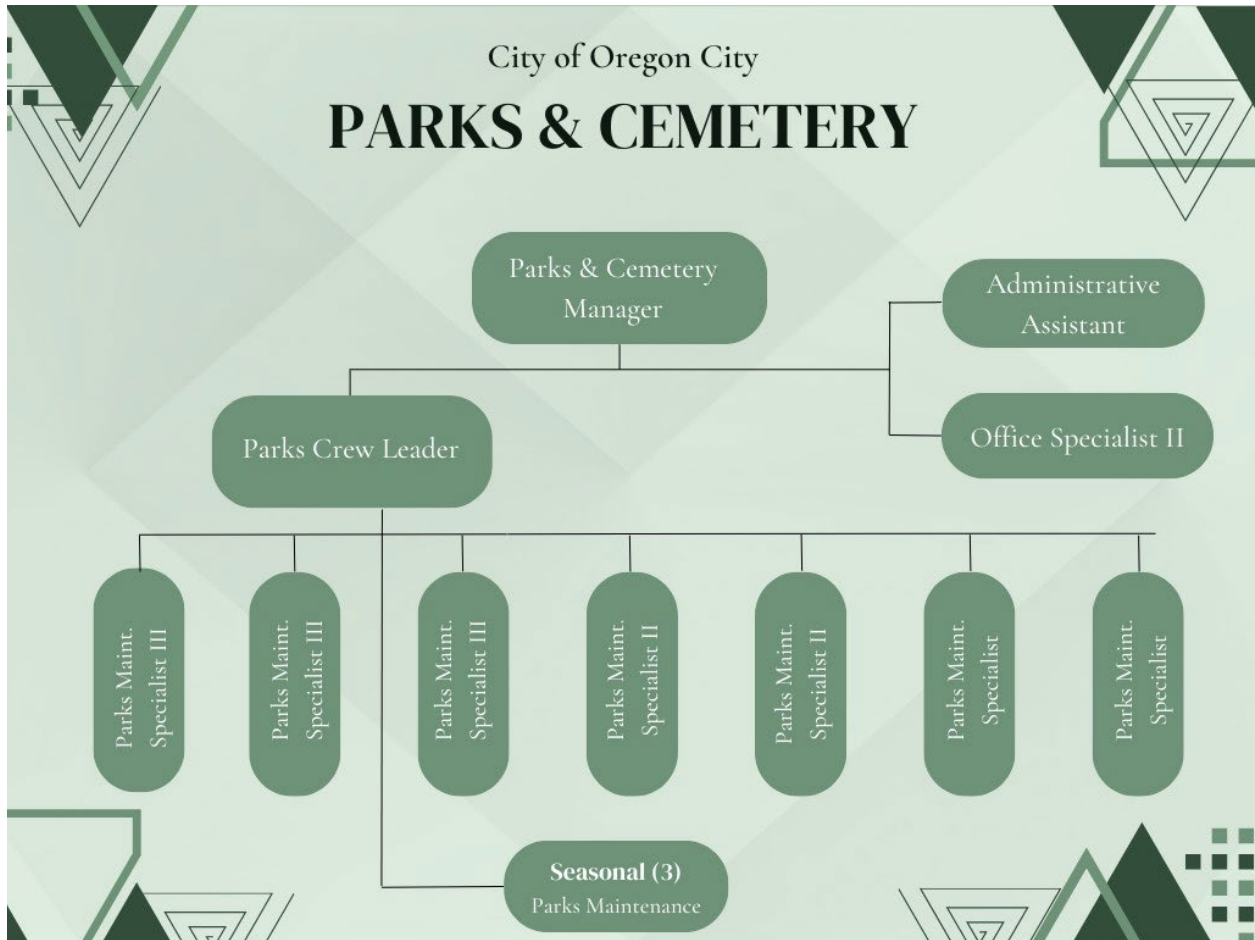 City of Oregon City
PARKS & CEMETERY
Parks & Cemetery
Manager
Administrative
Assistant
Parks Crew Leader
Office Specialist II
Parks Maint.
Specialist III
Parks Maint.
Specialist III
Parks Maint.
Specialist III
Parks Maint.
Specialist II
Parks Maint.
Specialist II
Parks Maint.
Specialist
Parks Maint.
Specialist
Seasonal (3)
Parks Maintenance